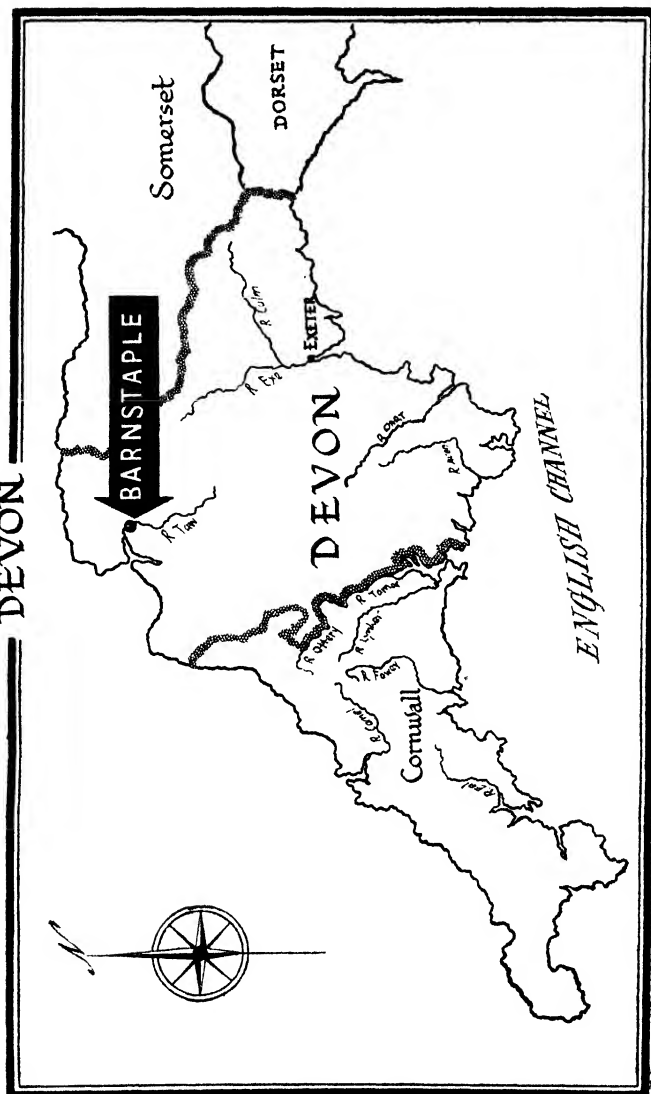 DEVON
Somerset
DORSET
BARNSTAPLE
R Culm
R Exe
EXETER
R Taw
DEVON
R Dart
R Avon
R Tamar
R Ottery
R Lynher
R Fowey
R Camel
Cornwall
R Fal
ENGLISH CHANNEL
N